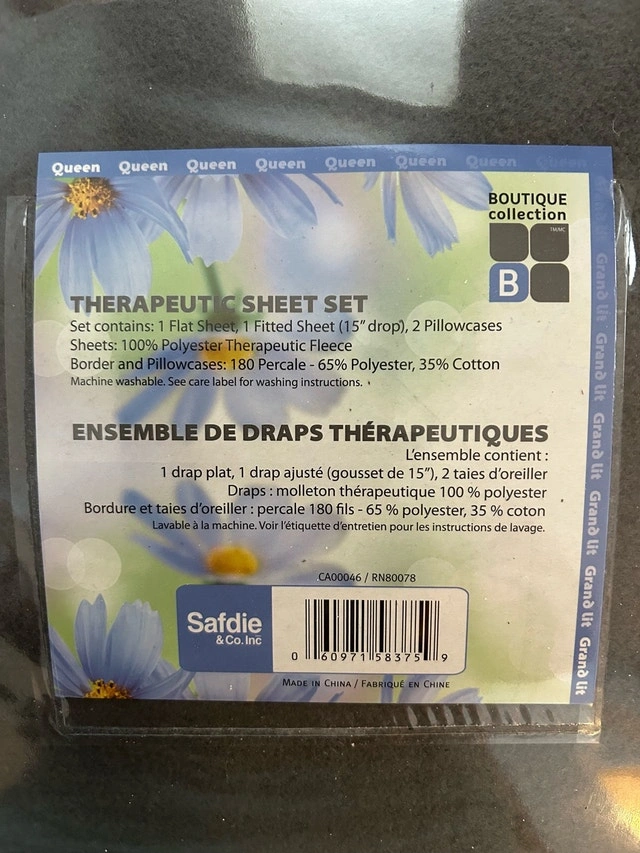 Queen Queen Queen Queen Queen Queen Queen Queen
BOUTIQUE
collection
TM/MC
B
THERAPEUTIC SHEET SET
Set contains: 1 Flat Sheet, 1 Fitted Sheet (15” drop), 2 Pillowcases
Sheets: 100% Polyester Therapeutic Fleece
Border and Pillowcases: 180 Percale - 65% Polyester, 35% Cotton
Machine washable. See care label for washing instructions.
ENSEMBLE DE DRAPS THÉRAPEUTIQUES
L’ensemble contient :
1 drap plat, 1 drap ajusté (gousset de 15”), 2 taies d’oreiller
Draps : molleton thérapeutique 100 % polyester
Bordure et taies d’oreiller : percale 180 fils - 65 % polyester, 35 % coton
Lavable à la machine. Voir l’étiquette d’entretien pour les instructions de lavage.
CA00046 / RN80078
Safdie
& Co. Inc
0 60971 58375 9
Made in China / Fabriqué en Chine
Grand lit Grand lit Grand lit Grand lit Grand lit Grand lit